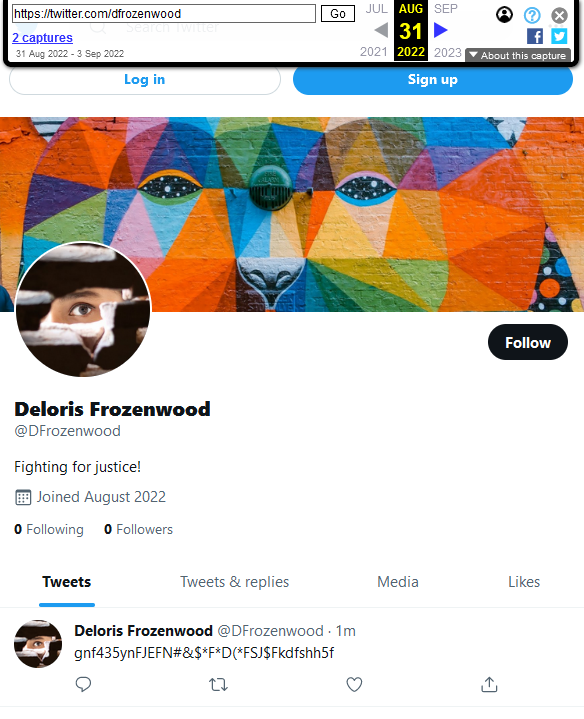 https://twitter.com/dfrozenwood
Go
JUL AUG SEP
2 captures
31
31 Aug 2022 - 3 Sep 2022
2021 2022 2023
About this capture
Search Twitter
Log in
Sign up
Follow
Deloris Frozenwood
@DFrozenwood
Fighting for justice!
Joined August 2022
0 Following 0 Followers
Tweets Tweets & replies Media Likes
Deloris Frozenwood @DFrozenwood · 1m
gnf435ynFJEFN#&$*F*D(*FSJ$Fkdfshh5f